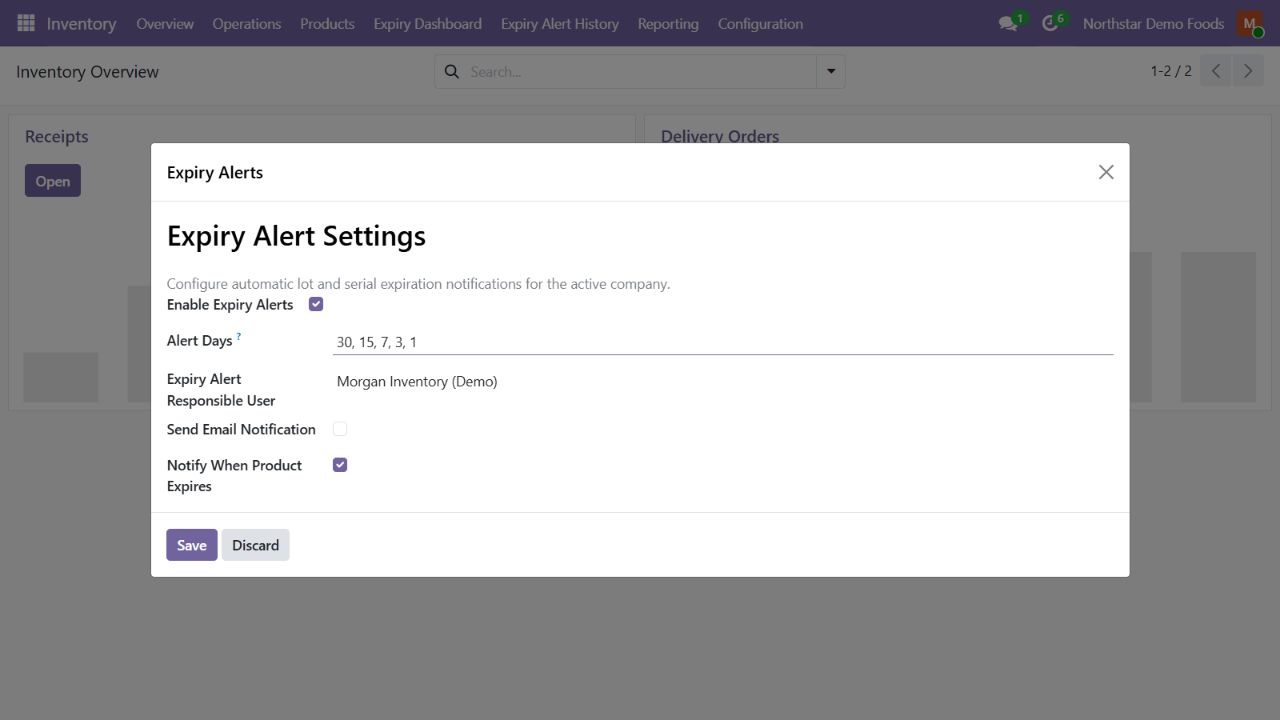 Inventory Overview Operations Products Expiry Dashboard Expiry Alert History Reporting Configuration 1 6 Northstar Demo Foods M
Inventory Overview Search... 1-2 / 2
Receipts Delivery Orders
Open
Expiry Alerts
Expiry Alert Settings
Configure automatic lot and serial expiration notifications for the active company.
Enable Expiry Alerts
Alert Days ? 30, 15, 7, 3, 1
Expiry Alert
Responsible User Morgan Inventory (Demo)
Send Email Notification
Notify When Product
Expires
Save Discard